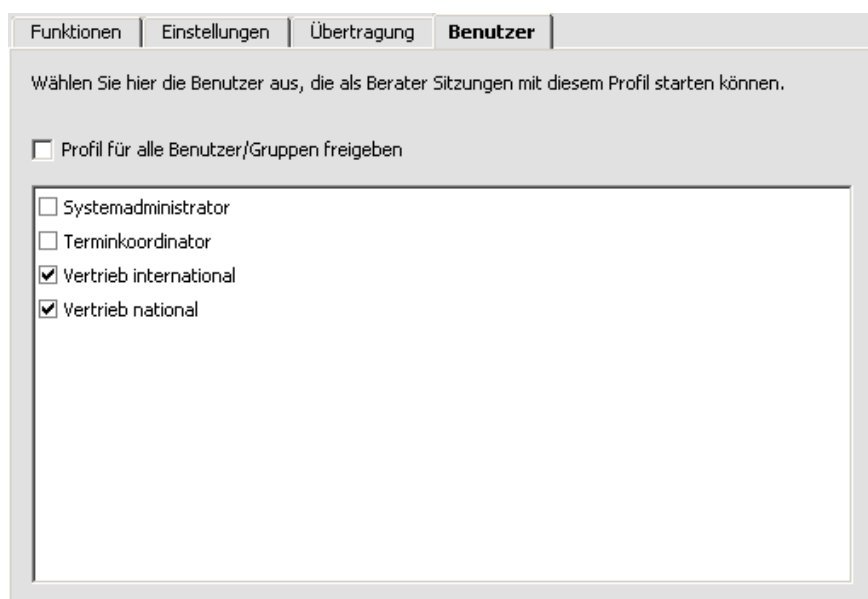 Funktionen Einstellungen Übertragung Benutzer
Wählen Sie hier die Benutzer aus, die als Berater Sitzungen mit diesem Profil starten können.
Profil für alle Benutzer/Gruppen freigeben
Systemadministrator
Terminkoordinator
Vertrieb international
Vertrieb national